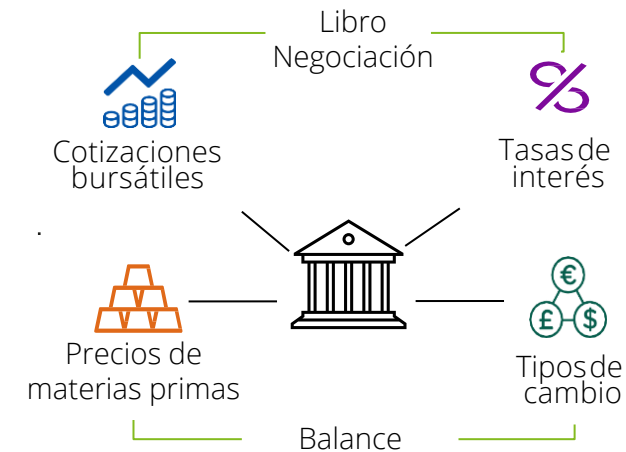 Libro
Negociación
Cotizaciones
bursátiles
Tasas de
interés
.
€
£
$
Precios de
materias primas
Tipos de
cambio
Balance